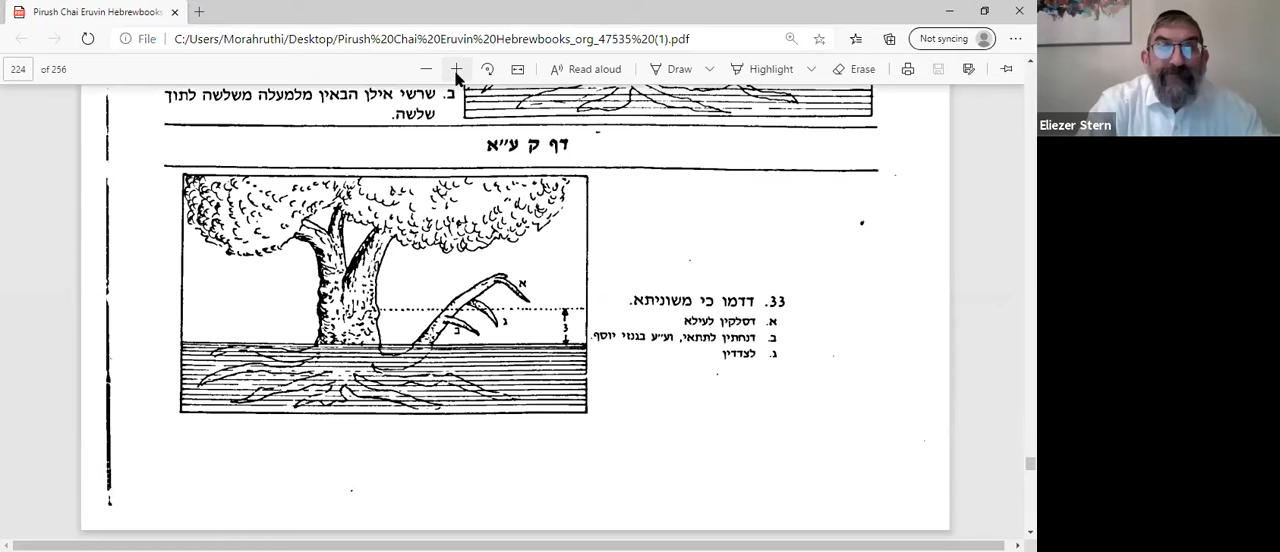 Pirush Chai Eruvin Hebrewbooks
File C:/Users/Morahruthi/Desktop/Pirush%20Chai%20Eruvin%20Hebrewbooks_org_47535%20(1).pdf Not syncing
224 of 256 Read aloud Draw Highlight Erase
Eliezer Stern
ב. שרשי אילן הבאין מלמעלה משלשה לתוך
שלשה.
דף ק ע״א
א
ג
ב
3
33. דדמו כי משוניתא.
א. דסלקין לעילא
ב. דנחתין לתתאי, וע״ע בגנזי יוסף.
ג. לצדדין